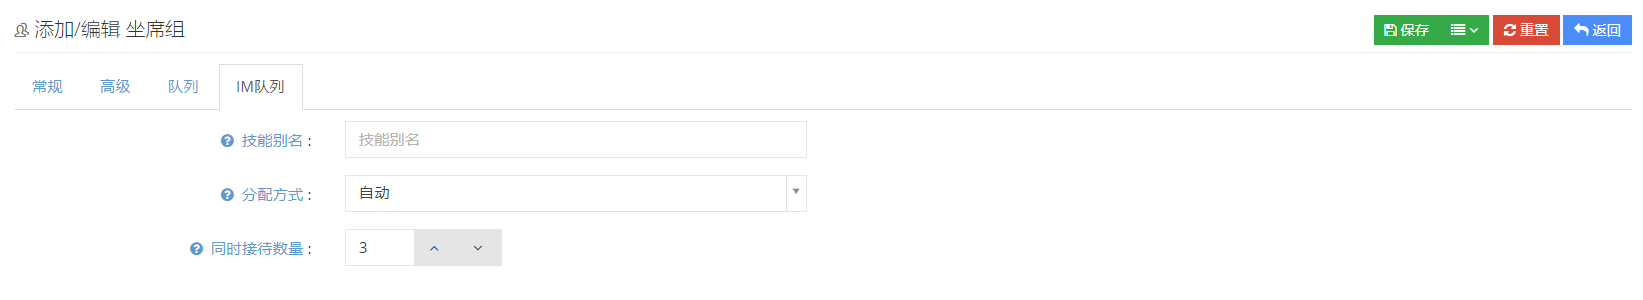 添加/编辑 坐席组
保存
重置
返回
常规 高级 队列 IM队列
技能别名 : 技能别名
分配方式 : 自动
同时接待数量 : 3